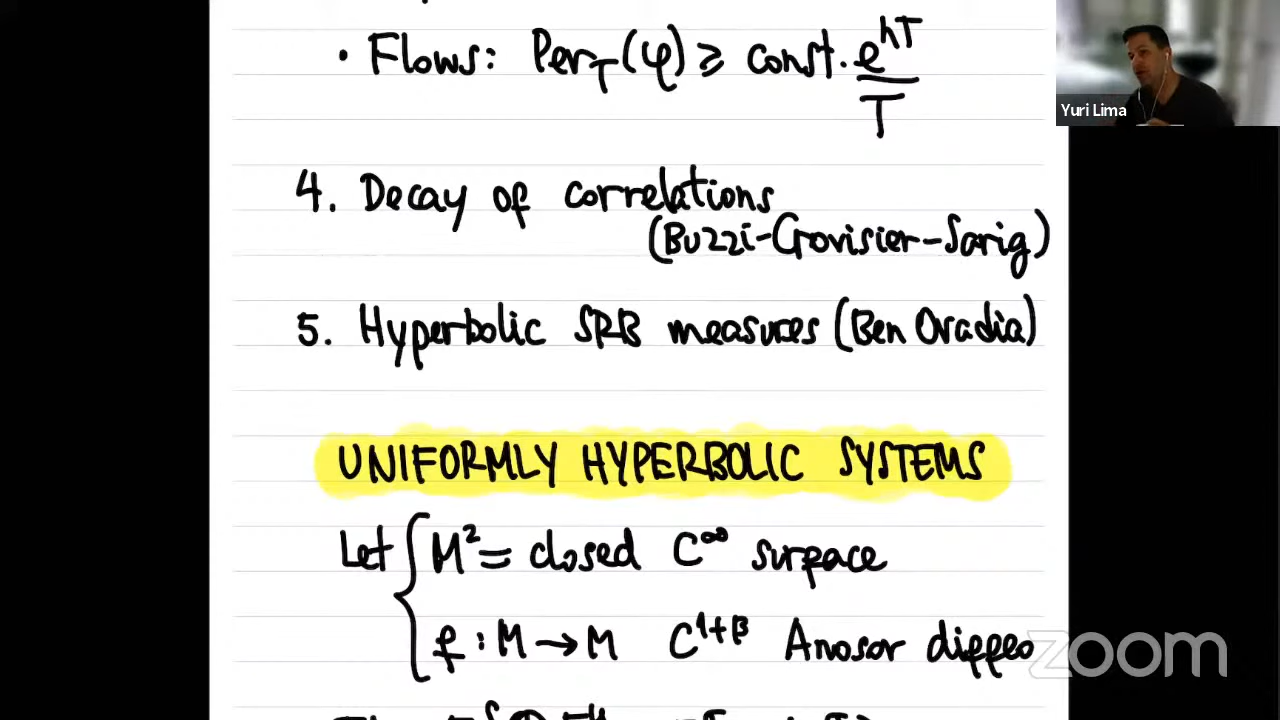 • Flows: Per_T(φ) ≥ const. e^{hT}/T
Yuri Lima
4. Decay of correlations
(Buzzi-Crovisier-Sarig)
5. Hyperbolic SRB measures (Ben Ovadia)
UNIFORMLY HYPERBOLIC SYSTEMS
Let { M² = closed C^∞ surface
f : M → M C^{1+β} Anosov diffeo
zoom